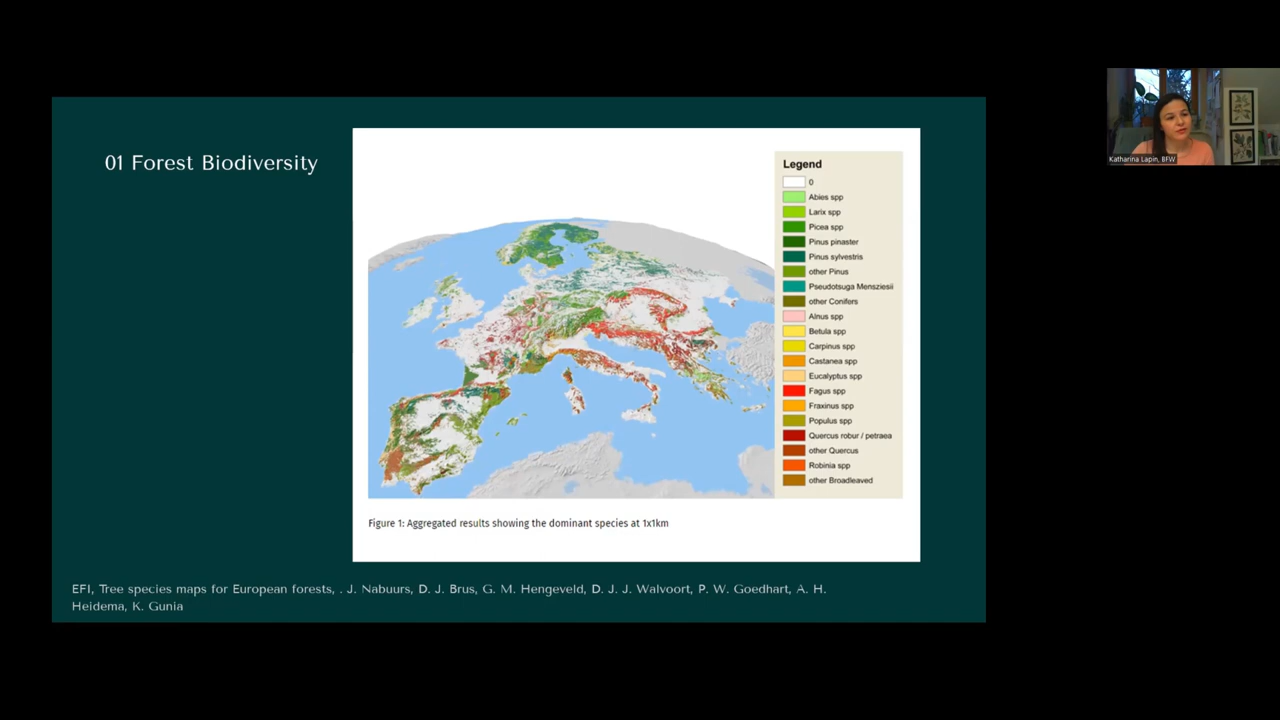 01 Forest Biodiversity
Legend
0
Abies spp
Larix spp
Picea spp
Pinus pinaster
Pinus sylvestris
other Pinus
Pseudotsuga Mensziesii
other Conifers
Alnus spp
Betula spp
Carpinus spp
Castanea spp
Eucalyptus spp
Fagus spp
Fraxinus spp
Populus spp
Quercus robur / petraea
other Quercus
Robinia spp
other Broadleaved
Figure 1: Aggregated results showing the dominant species at 1x1km
EFI, Tree species maps for European forests, . J. Nabuurs, D. J. Brus, G. M. Hengeveld, D. J. J. Walvoort, P. W. Goedhart, A. H.
Heidema, K. Gunia
Katharina Lapin, BFW